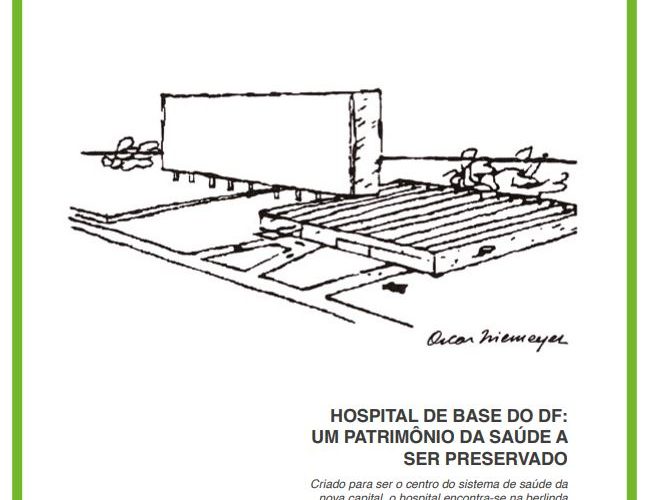 Oscar Niemeyer
HOSPITAL DE BASE DO DF:
UM PATRIMÔNIO DA SAÚDE A
SER PRESERVADO
Criado para ser o centro do sistema de saúde da
nova capital, o hospital encontra-se na berlinda